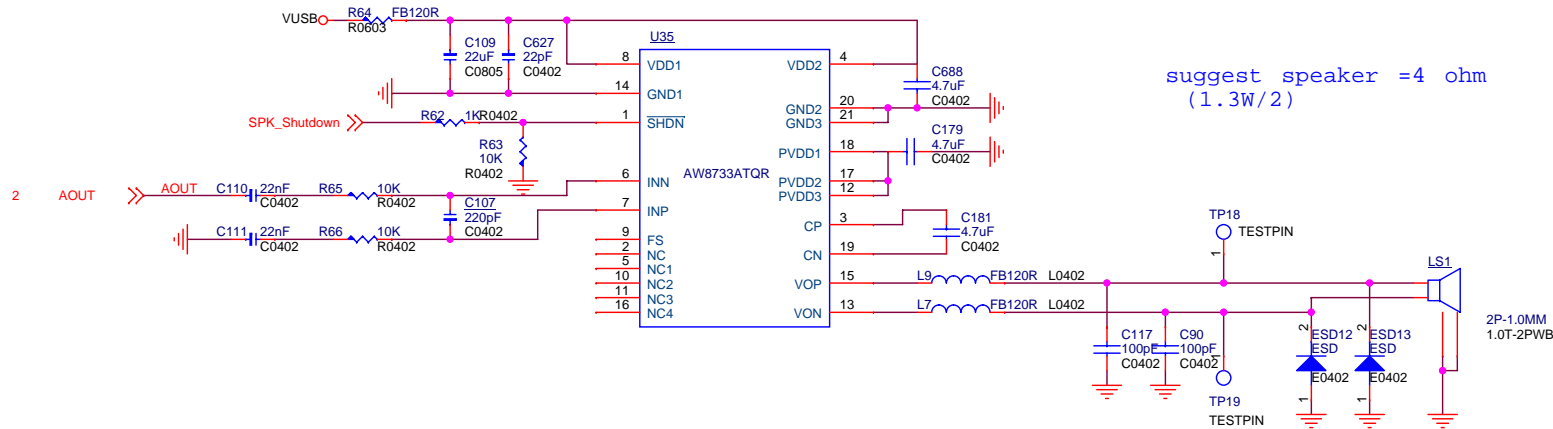 VUSB
R64
FB120R
R0603
C109
22uF
C0805
C627
22pF
C0402
U35
8
VDD1
14
GND1
1
SHDN
6
INN
7
INP
9
FS
2
NC
5
NC1
10
NC2
11
NC3
16
NC4
AW8733ATQR
4
VDD2
20
GND2
21
GND3
18
PVDD1
17
PVDD2
12
PVDD3
3
CP
19
CN
15
VOP
13
VON
C688
4.7uF
C0402
C179
4.7uF
C0402
C181
4.7uF
C0402
suggest speaker =4 ohm
(1.3W/2)
SPK_Shutdown
R62
1K
R0402
R63
10K
R0402
2
AOUT
AOUT
C110
22nF
C0402
R65
10K
R0402
C107
220pF
C0402
C111
22nF
C0402
R66
10K
R0402
L9
FB120R
L0402
L7
FB120R
L0402
TP18
TESTPIN
1
LS1
2P-1.0MM
1.0T-2PWB
C117
100pF
C0402
C90
100pF
C0402
1
TP19
TESTPIN
2
ESD12
ESD
E0402
1
2
ESD13
ESD
E0402
1